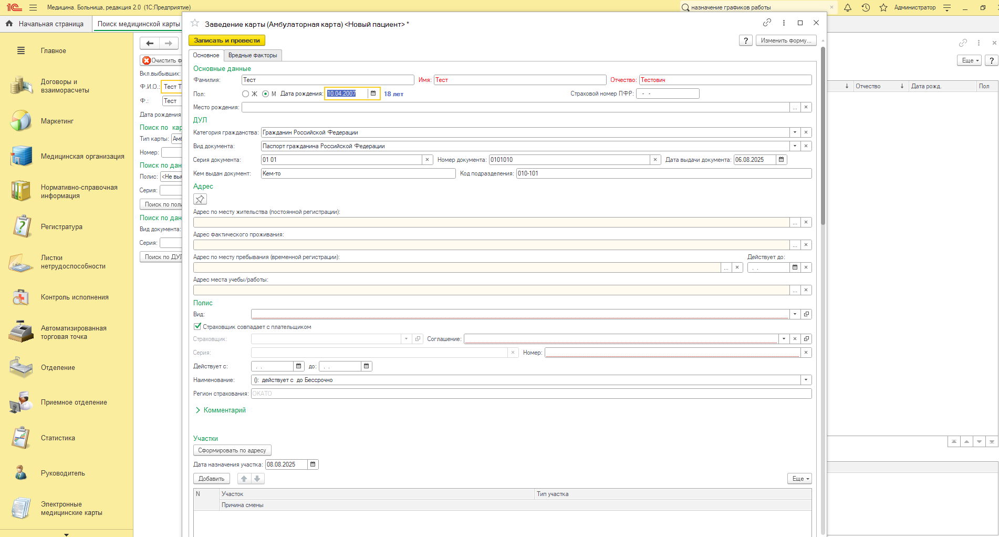 1С Медицина. Больница, редакция 2.0 (1С:Предприятие)
назначение графиков работы
Администратор
Начальная страница
Поиск медицинской карты
Главное
Договоры и
взаиморасчеты
Маркетинг
Медицинская организация
Нормативно-справочная
информация
Регистратура
Листки
нетрудоспособности
Контроль исполнения
Автоматизированная
торговая точка
Отделение
Приемное отделение
Статистика
Руководитель
Электронные
медицинские карты
Очистить ф
Вкл.выбывших:
Ф.И.О.: Тест Т
Ф.: Тест
Дата рождения
Поиск по кар
Тип карты: Амб
Номер:
Поиск по дан
Полис: <Не выб
Серия:
Поиск по поли
Поиск по дан
Вид документа:
Серия:
Поиск по ДУЛ
Заведение карты (Амбулаторная карта) <Новый пациент> *
Записать и провести
? Изменить форму...
Основное Вредные факторы
Основные данные
Фамилия: Тест Имя: Тест Отчество: Тестович
Пол: Ж М Дата рождения: 10.04.2007 18 лет Страховой номер ПФР: - -
Место рождения: ...
ДУЛ
Категория гражданства: Гражданин Российской Федерации
Вид документа: Паспорт гражданина Российской Федерации
Серия документа: 01 01 Номер документа: 0101010 Дата выдачи документа: 06.08.2025
Кем выдан документ: Кем-то Код подразделения: 010-101
Адрес
Адрес по месту жительства (постоянной регистрации):
...
Адрес фактического проживания:
...
Адрес по месту пребывания (временной регистрации): Действует до:
... . .
Адрес места учебы/работы:
...
Полис
Вид:
Страховщик совпадает с плательщиком
Страховщик: Соглашение:
Серия: Номер:
Действует с: . . до: . .
Наименование: (): действует с до Бессрочно
Регион страхования: ОКАТО
Комментарий
Участки
Сформировать по адресу
Дата назначения участка: 08.08.2025
Добавить Еще
N Участок Тип участка
Причина смены
Еще ?
Отчество Дата рожд. Пол